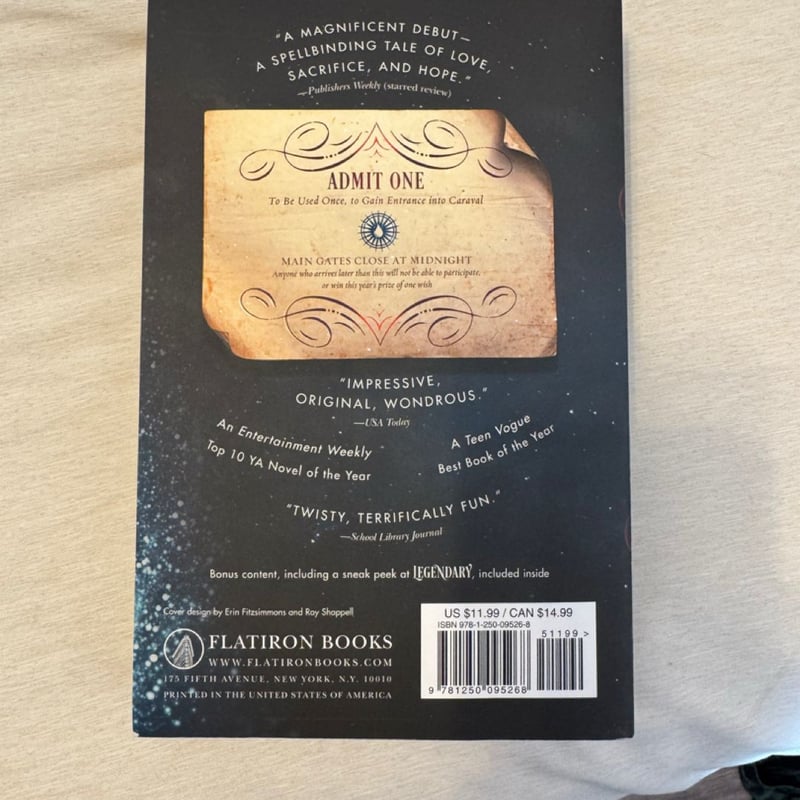 "A MAGNIFICENT DEBUT—
A SPELLBINDING TALE OF LOVE,
SACRIFICE, AND HOPE."
—Publishers Weekly (starred review)
ADMIT ONE
To Be Used Once, to Gain Entrance into Caraval
MAIN GATES CLOSE AT MIDNIGHT
Anyone who arrives later than this will not be able to participate,
or win this year's prize of one wish
"IMPRESSIVE,
ORIGINAL, WONDROUS."
—USA Today
An Entertainment Weekly
Top 10 YA Novel of the Year
A Teen Vogue
Best Book of the Year
"TWISTY, TERRIFICALLY FUN."
—School Library Journal
Bonus content, including a sneak peek at LEGENDARY, included inside
Cover design by Erin Fitzsimmons and Ray Shappell
FLATIRON BOOKS
WWW.FLATIRONBOOKS.COM
175 FIFTH AVENUE, NEW YORK, N.Y. 10010
PRINTED IN THE UNITED STATES OF AMERICA
US $11.99 / CAN $14.99
ISBN 978-1-250-09526-8
51199>
9 781250 095268